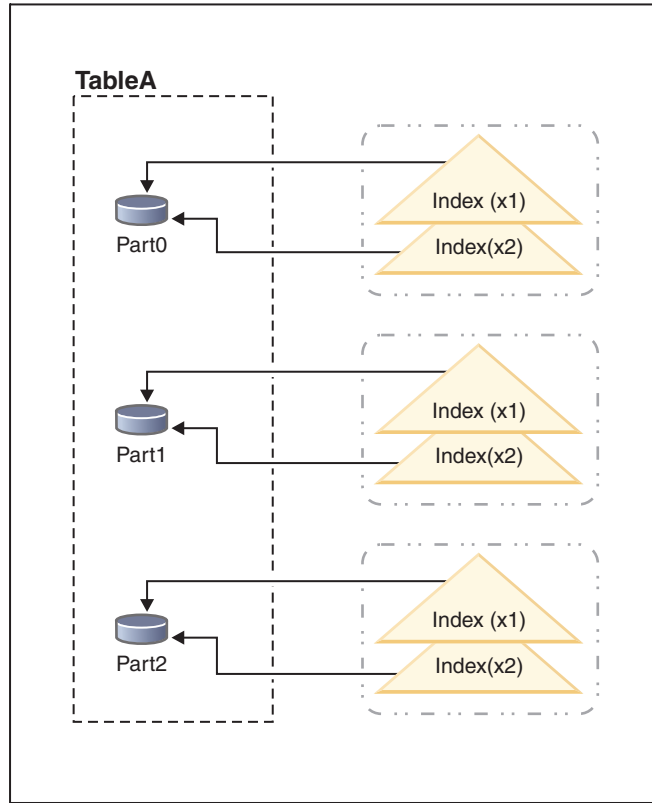 TableA
Index (x1)
Index(x2)
Part0
Index (x1)
Index(x2)
Part1
Index (x1)
Index(x2)
Part2